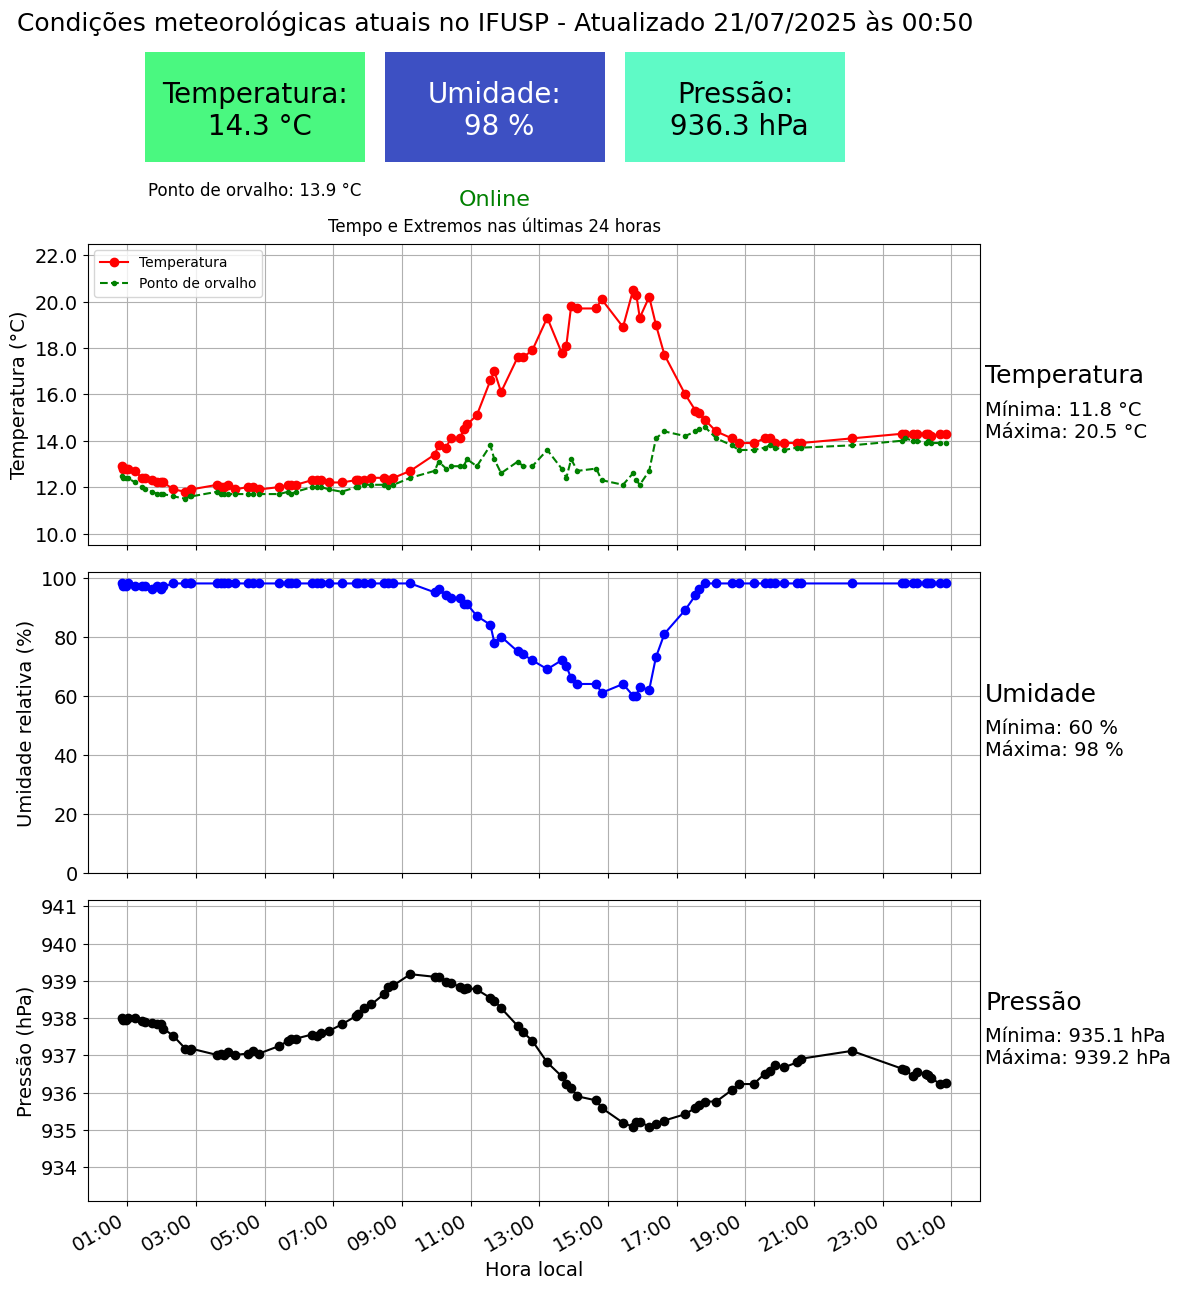 Condições meteorológicas atuais no IFUSP - Atualizado 21/07/2025 às 00:50
Temperatura:
14.3 °C
Umidade:
98 %
Pressão:
936.3 hPa
Ponto de orvalho: 13.9 °C
Online
Tempo e Extremos nas últimas 24 horas
Temperatura (°C)
22.0
20.0
18.0
16.0
14.0
12.0
10.0
Temperatura
Ponto de orvalho
Temperatura
Mínima: 11.8 °C
Máxima: 20.5 °C
Umidade relativa (%)
100
80
60
40
20
0
Umidade
Mínima: 60 %
Máxima: 98 %
Pressão (hPa)
941
940
939
938
937
936
935
934
Pressão
Mínima: 935.1 hPa
Máxima: 939.2 hPa
01:00
03:00
05:00
07:00
09:00
11:00
13:00
15:00
17:00
19:00
21:00
23:00
01:00
Hora local